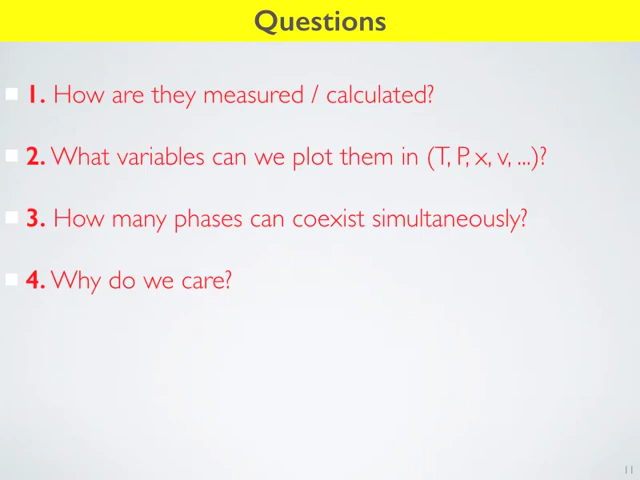 Questions
1. How are they measured / calculated?
2. What variables can we plot them in (T, P, x, v, ...)?
3. How many phases can coexist simultaneously?
4. Why do we care?
11